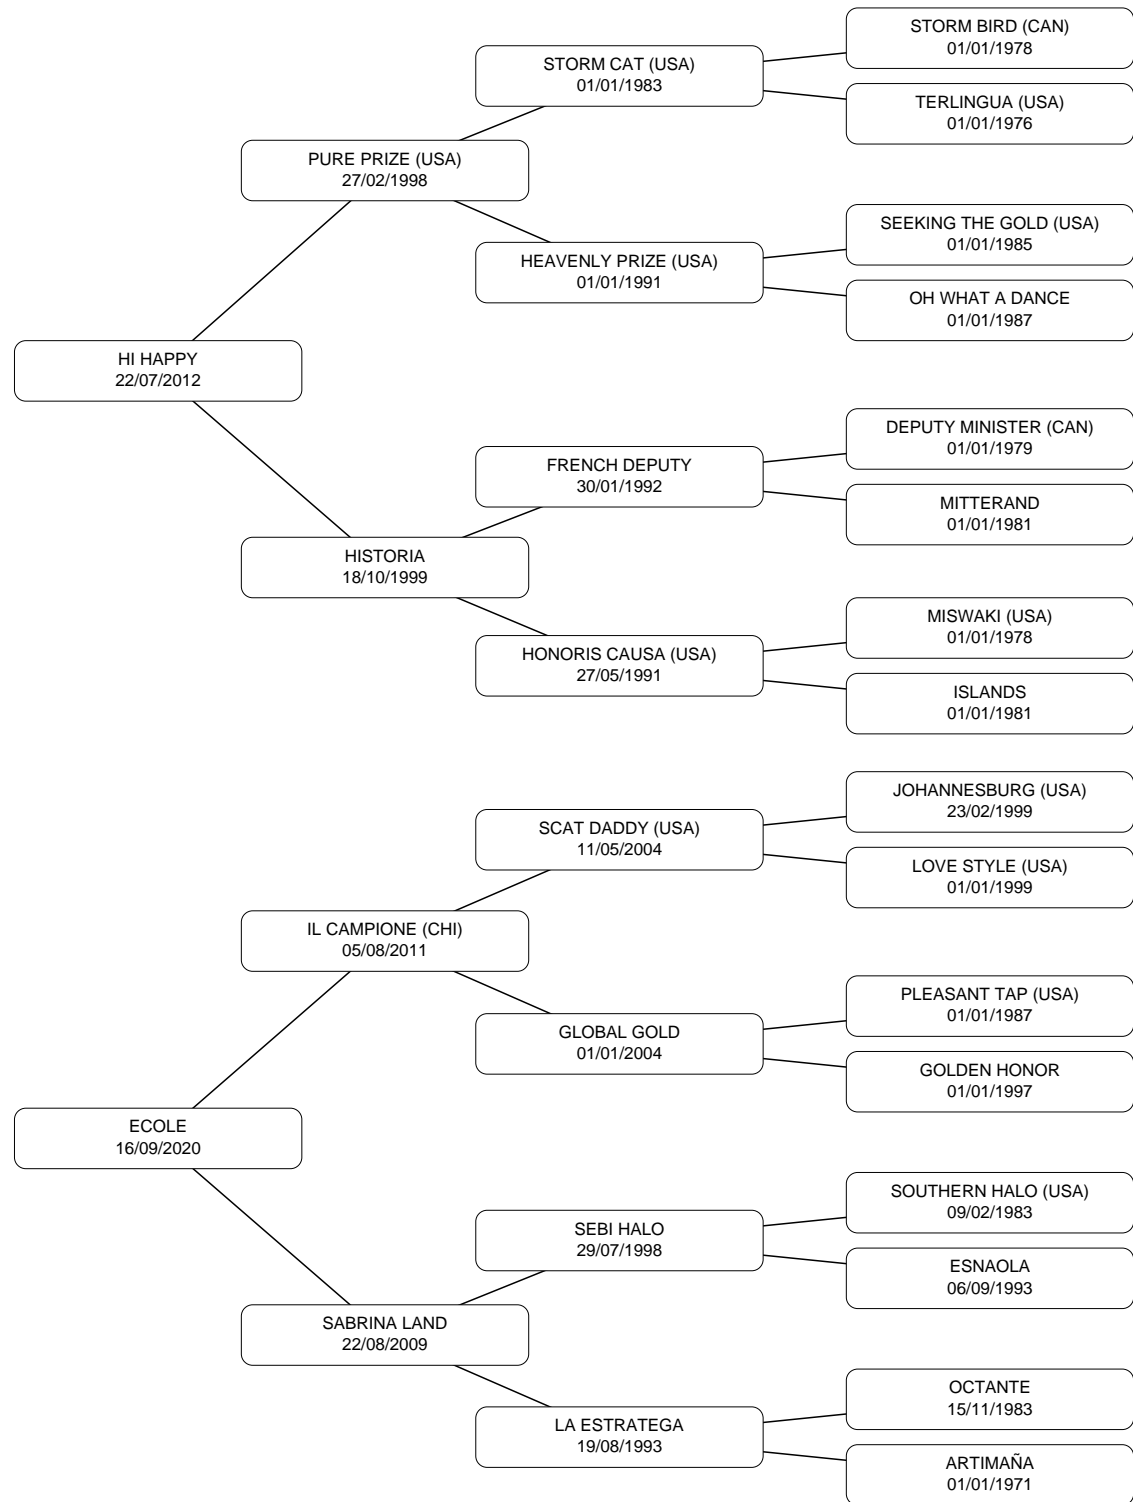 STORM BIRD (CAN)
01/01/1978
STORM CAT (USA)
01/01/1983
TERLINGUA (USA)
01/01/1976
PURE PRIZE (USA)
27/02/1998
SEEKING THE GOLD (USA)
01/01/1985
HEAVENLY PRIZE (USA)
01/01/1991
OH WHAT A DANCE
01/01/1987
HI HAPPY
22/07/2012
DEPUTY MINISTER (CAN)
01/01/1979
FRENCH DEPUTY
30/01/1992
MITTERAND
01/01/1981
HISTORIA
18/10/1999
MISWAKI (USA)
01/01/1978
HONORIS CAUSA (USA)
27/05/1991
ISLANDS
01/01/1981
JOHANNESBURG (USA)
23/02/1999
SCAT DADDY (USA)
11/05/2004
LOVE STYLE (USA)
01/01/1999
IL CAMPIONE (CHI)
05/08/2011
PLEASANT TAP (USA)
01/01/1987
GLOBAL GOLD
01/01/2004
GOLDEN HONOR
01/01/1997
ECOLE
16/09/2020
SOUTHERN HALO (USA)
09/02/1983
SEBI HALO
29/07/1998
ESNAOLA
06/09/1993
SABRINA LAND
22/08/2009
OCTANTE
15/11/1983
LA ESTRATEGA
19/08/1993
ARTIMAÑA
01/01/1971